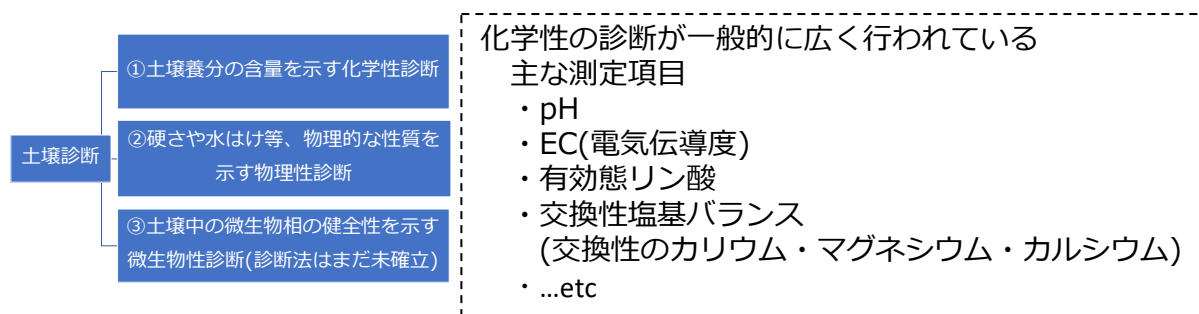 土壌診断
①土壌養分の含量を示す化学性診断
②硬さや水はけ等、物理的な性質を
示す物理性診断
③土壌中の微生物相の健全性を示す
微生物性診断(診断法はまだ未確立)
化学性の診断が一般的に広く行われている
主な測定項目
・pH
・EC(電気伝導度)
・有効態リン酸
・交換性塩基バランス
(交換性のカリウム・マグネシウム・カルシウム)
・...etc